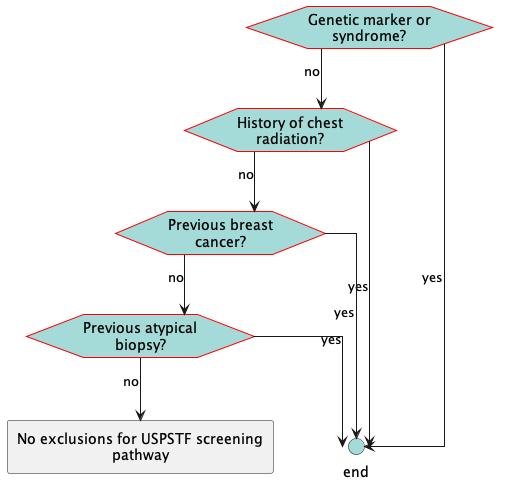 Genetic marker or
syndrome?
no
History of chest
radiation?
no
Previous breast
cancer?
no
yes
yes
yes
Previous atypical
biopsy?
yes
no
No exclusions for USPSTF screening
pathway
end